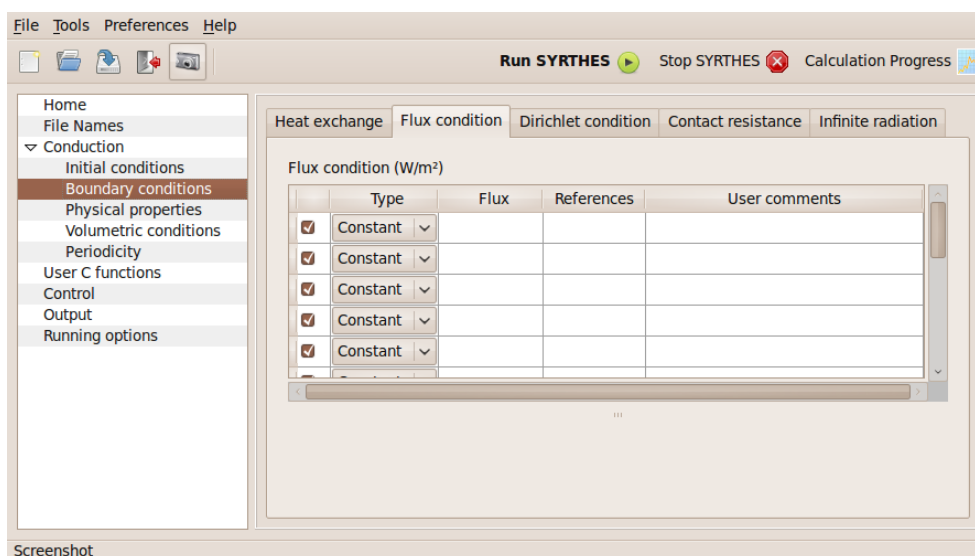 File Tools Preferences Help
Run SYRTHES Stop SYRTHES Calculation Progress
Home
File Names
Conduction
Initial conditions
Boundary conditions
Physical properties
Volumetric conditions
Periodicity
User C functions
Control
Output
Running options
Heat exchange Flux condition Dirichlet condition Contact resistance Infinite radiation
Flux condition (W/m²)
Type Flux References User comments
Constant
Constant
Constant
Constant
Constant
Screenshot